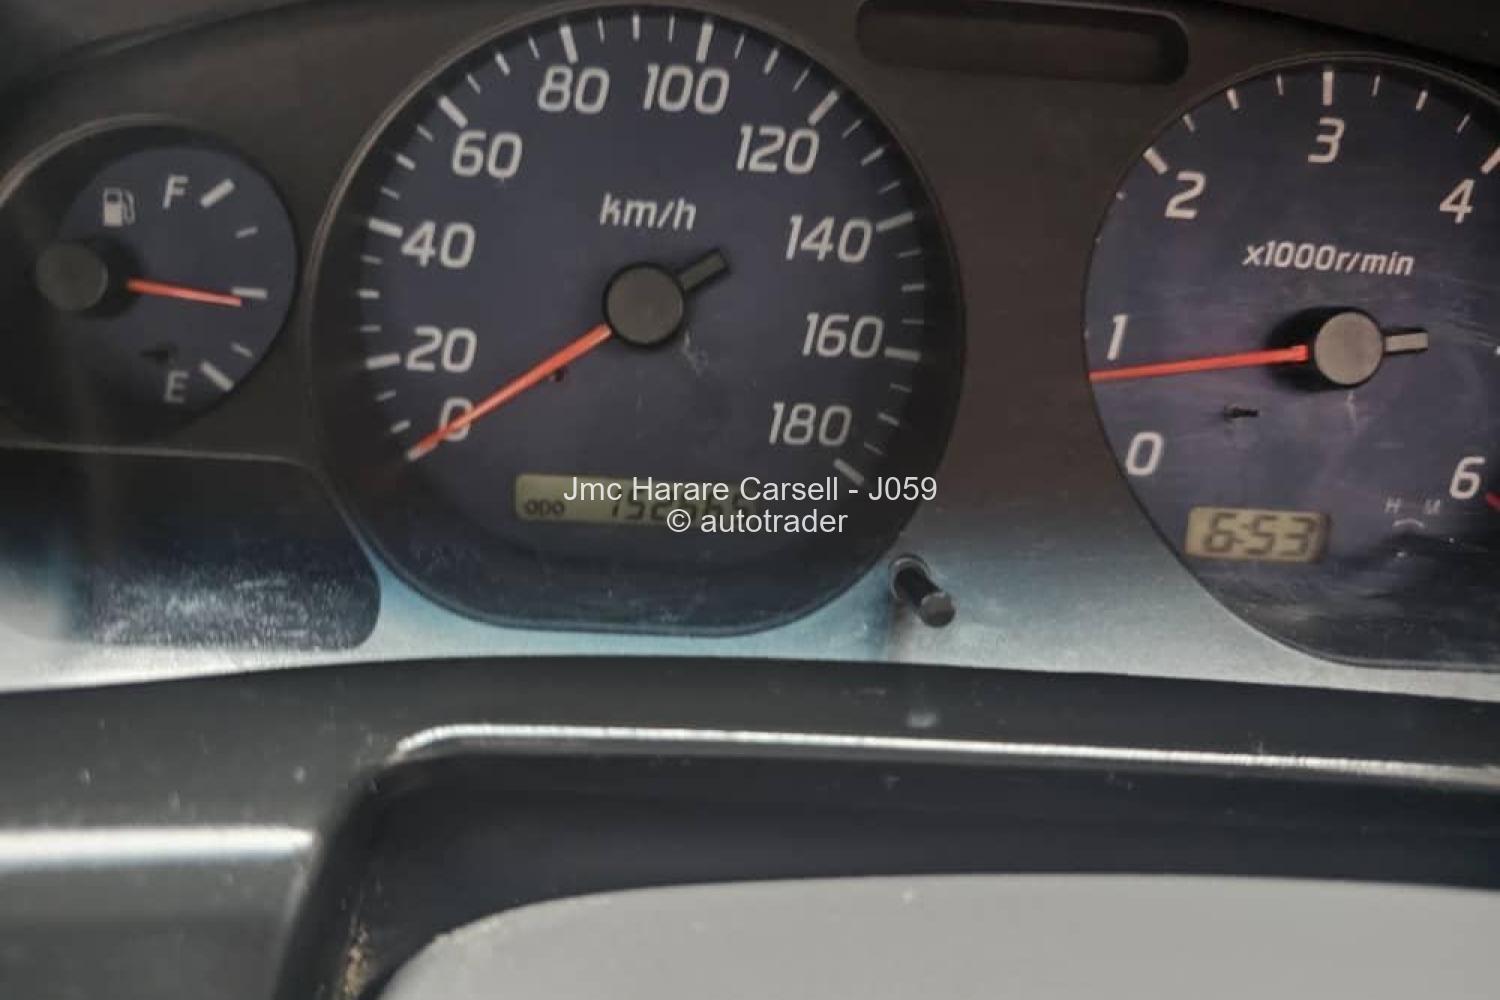 80 100
60 120
F
km/h
40 140
20 160
E 0 180
ODO
3
2 4
x1000r/min
1
0 6
H M
6:53
Jmc Harare Carsell - J059
© autotrader